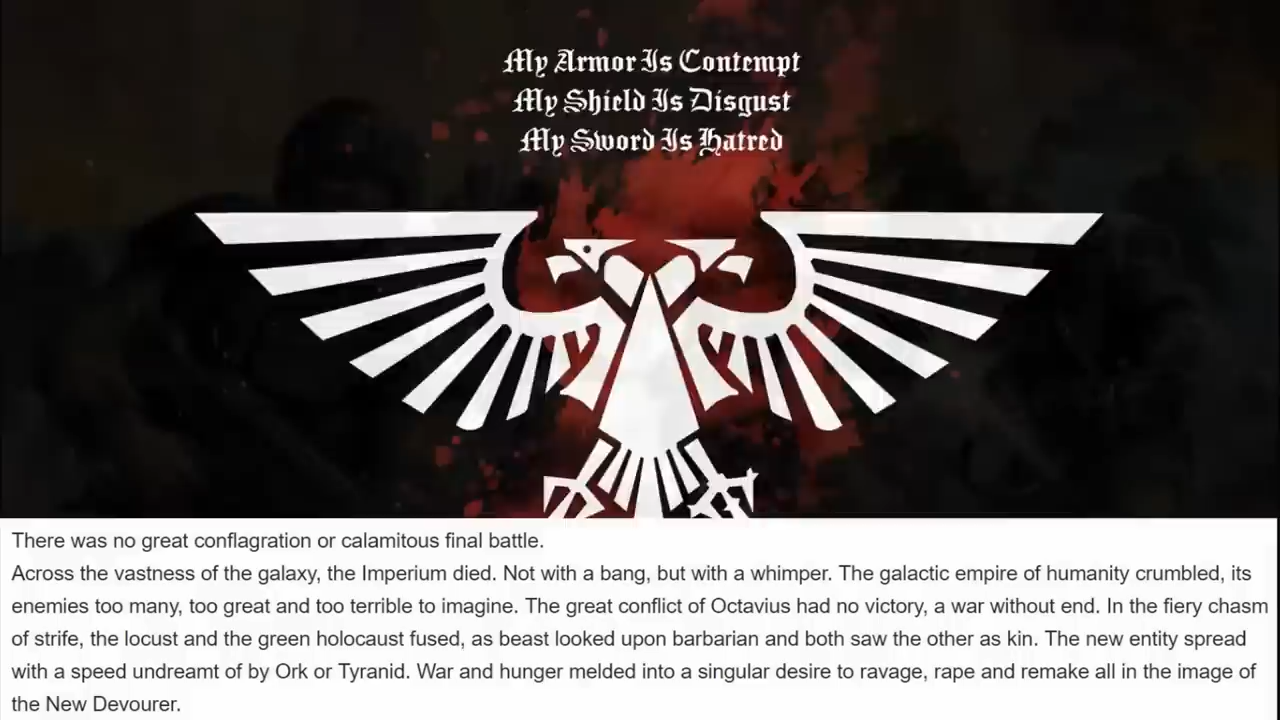 My Armor Is Contempt
My Shield Is Disgust
My Sword Is Hatred
There was no great conflagration or calamitous final battle.
Across the vastness of the galaxy, the Imperium died. Not with a bang, but with a whimper. The galactic empire of humanity crumbled, its
enemies too many, too great and too terrible to imagine. The great conflict of Octavius had no victory, a war without end. In the fiery chasm
of strife, the locust and the green holocaust fused, as beast looked upon barbarian and both saw the other as kin. The new entity spread
with a speed undreamt of by Ork or Tyranid. War and hunger melded into a singular desire to ravage, rape and remake all in the image of
the New Devourer.